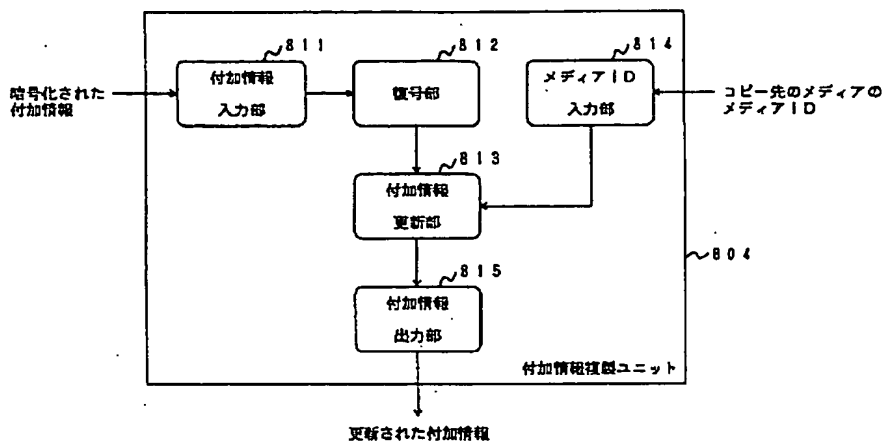 811
812
814
暗号化された
付加情報
付加情報
入力部
復号部
メディアID
入力部
コピー先のメディアの
メディアID
813
付加情報
更新部
804
815
付加情報
出力部
付加情報複製ユニット
更新された付加情報